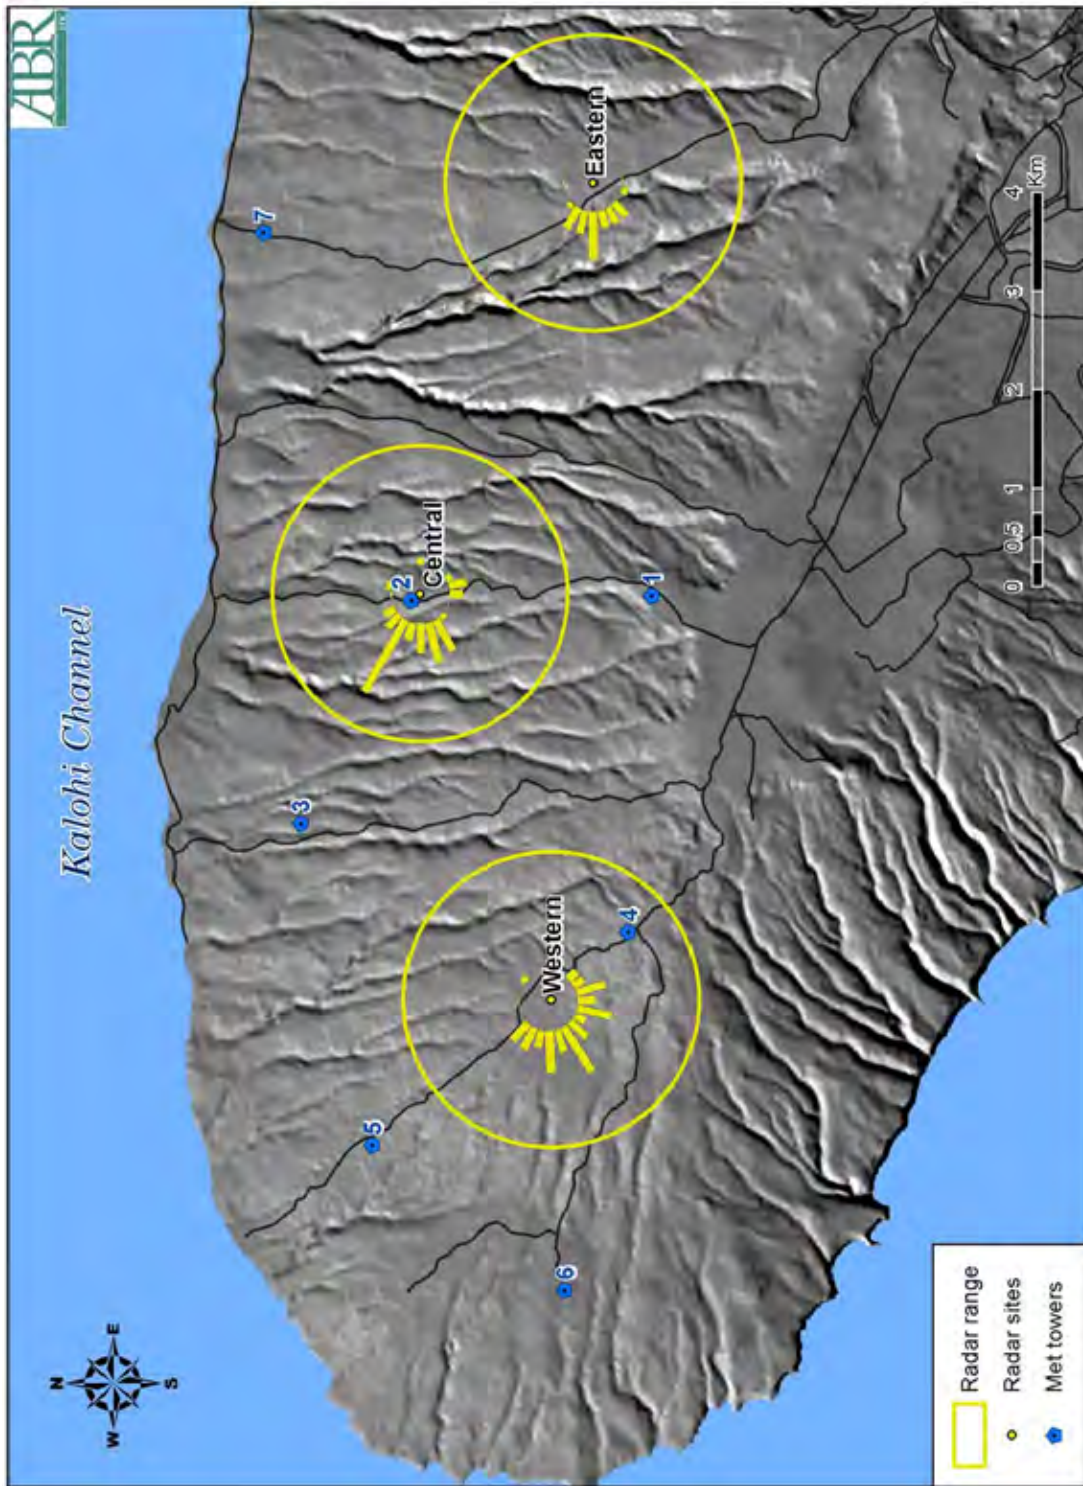 Kalohi Channel
ABR
INC
N
W
E
S
7
3
2
Central
Eastern
5
Western
1
4
6
Radar range
Radar sites
Met towers
0 0.5 1 2 3 4
Km